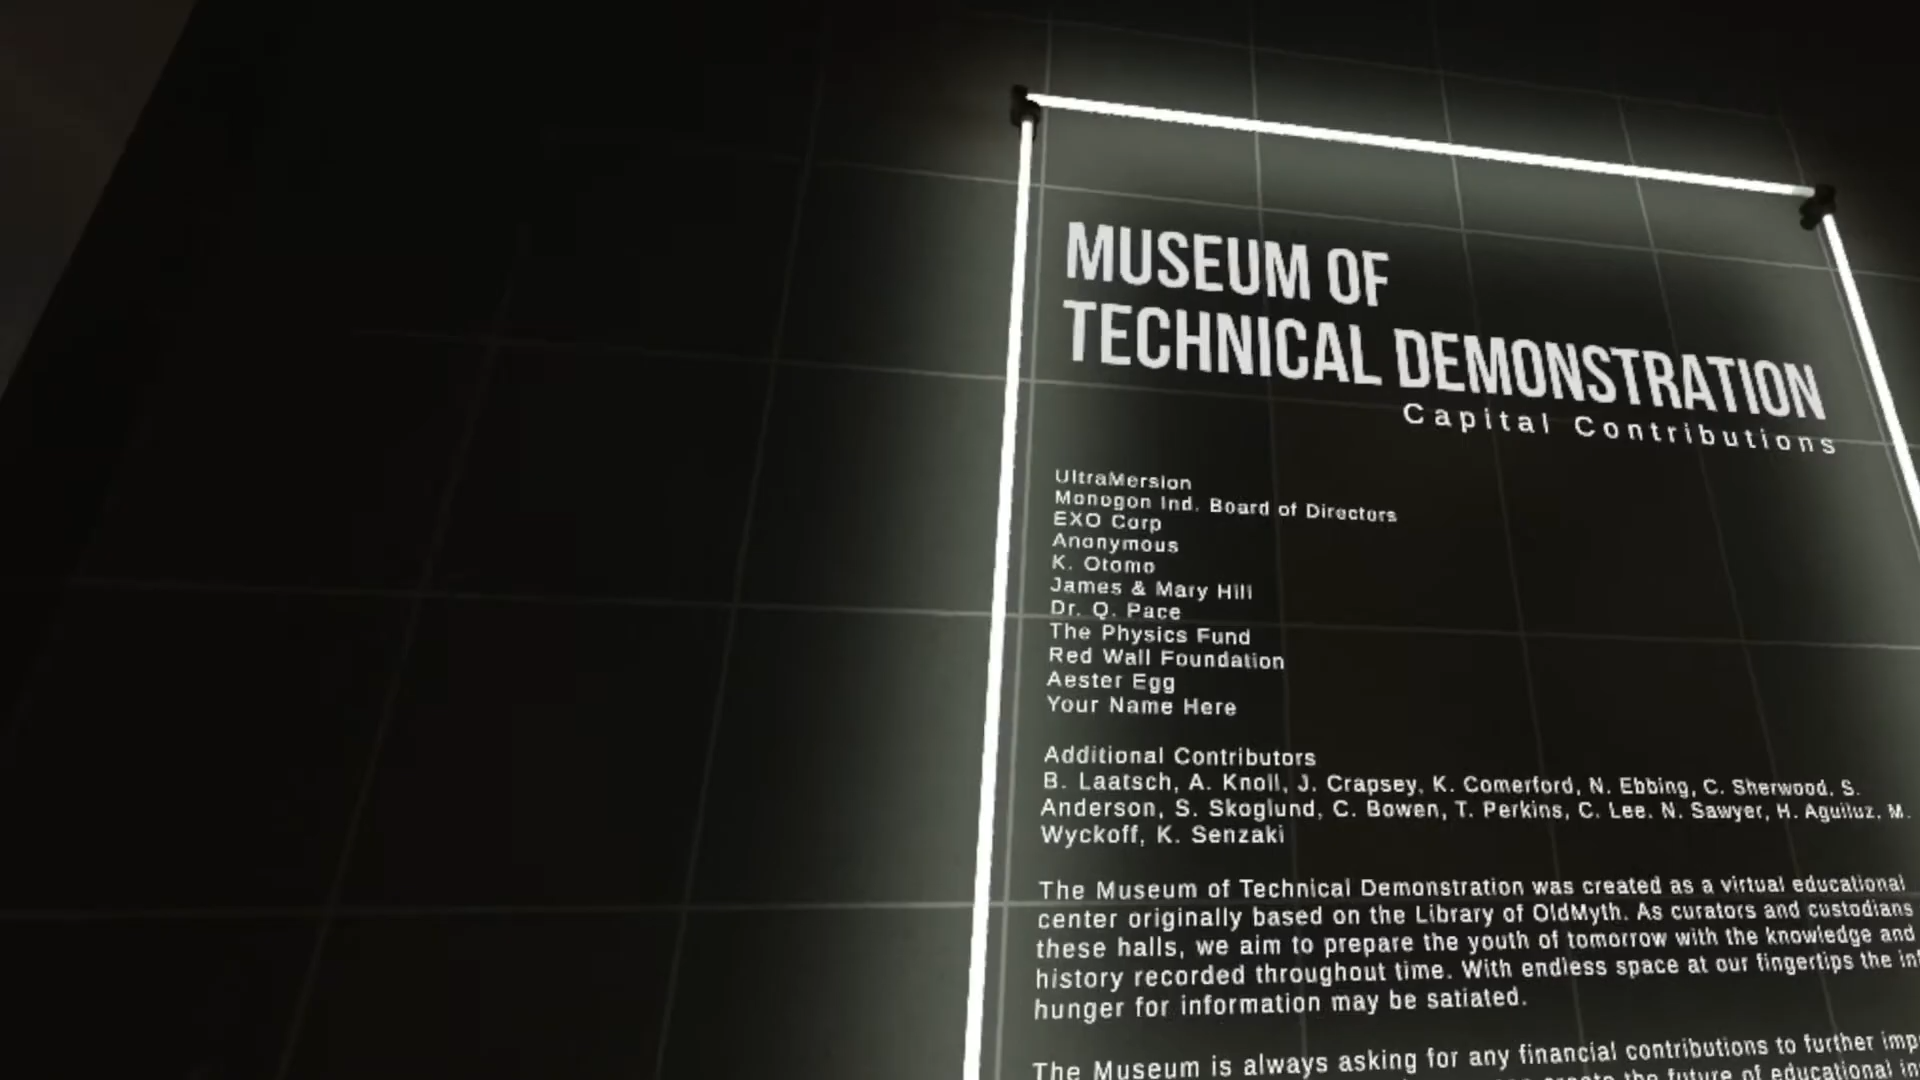 MUSEUM OF
TECHNICAL DEMONSTRATION
Capital Contributions
UltraMersion
Monogon Ind. Board of Directors
EXO Corp
Anonymous
K. Otomo
James & Mary Hill
Dr. Q. Pace
The Physics Fund
Red Wall Foundation
Aester Egg
Your Name Here
Additional Contributors
B. Laatsch, A. Knoll, J. Crapsey, K. Comerford, N. Ebbing, C. Sherwood, S.
Anderson, S. Skoglund, C. Bowen, T. Perkins, C. Lee, N. Sawyer, H. Aguiluz, M.
Wyckoff, K. Senzaki
The Museum of Technical Demonstration was created as a virtual educational
center originally based on the Library of OldMyth. As curators and custodians
these halls, we aim to prepare the youth of tomorrow with the knowledge and
history recorded throughout time. With endless space at our fingertips the
hunger for information may be satiated.
The Museum is always asking for any financial contributions to further
the future of educational